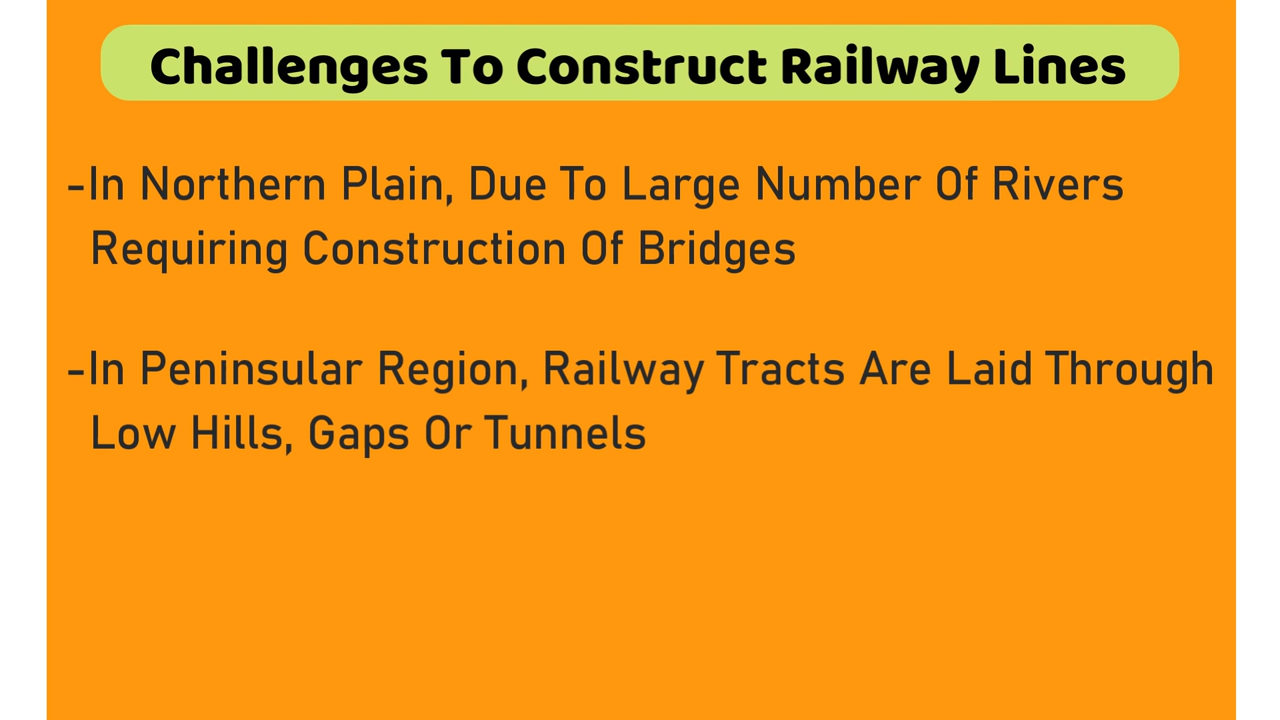 Challenges To Construct Railway Lines
-In Northern Plain, Due To Large Number Of Rivers
Requiring Construction Of Bridges
-In Peninsular Region, Railway Tracts Are Laid Through
Low Hills, Gaps Or Tunnels